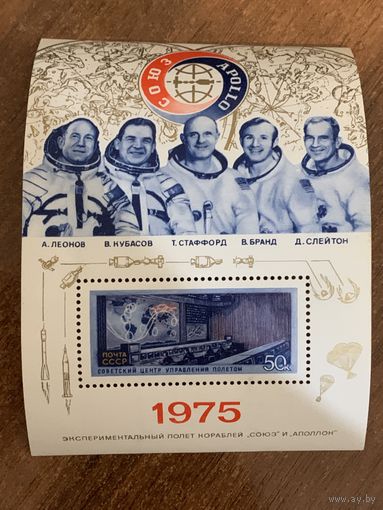 СОЮЗ APOLLO
А. ЛЕОНОВ В. КУБАСОВ Т. СТАФФОРД В. БРАНД Д. СЛЕЙТОН
ПОЧТА
СССР
50к
СОВЕТСКИЙ ЦЕНТР УПРАВЛЕНИЯ ПОЛЕТОМ
1975
ЭКСПЕРИМЕНТАЛЬНЫЙ ПОЛЕТ КОРАБЛЕЙ „СОЮЗ" И „АПОЛЛОН"
www.ay.by